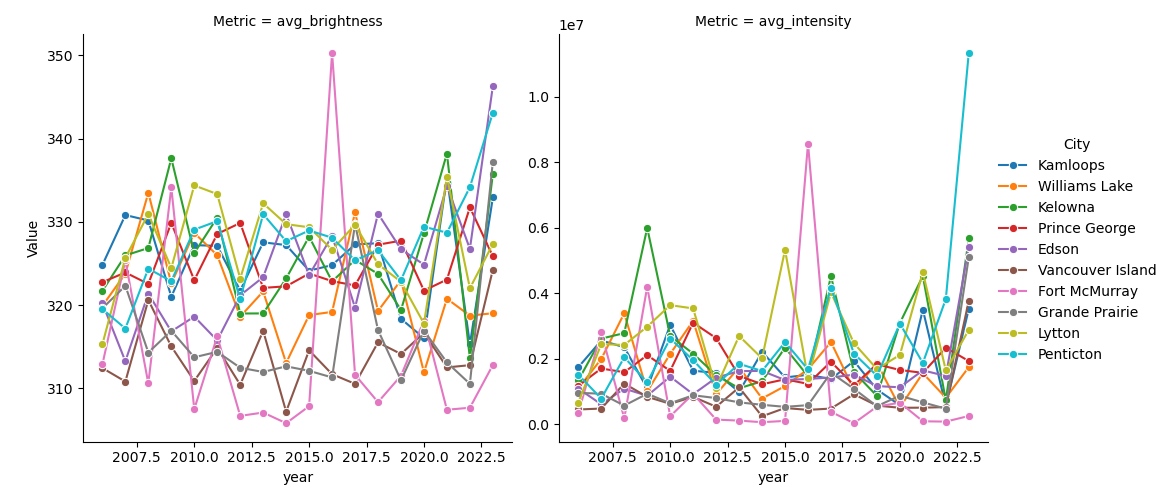 Metric = avg_brightness
Value
350
340
330
320
310
2007.5 2010.0 2012.5 2015.0 2017.5 2020.0 2022.5
year
Metric = avg_intensity
1e7
1.0
0.8
0.6
0.4
0.2
0.0
2007.5 2010.0 2012.5 2015.0 2017.5 2020.0 2022.5
year
City
Kamloops
Williams Lake
Kelowna
Prince George
Edson
Vancouver Island
Fort McMurray
Grande Prairie
Lytton
Penticton